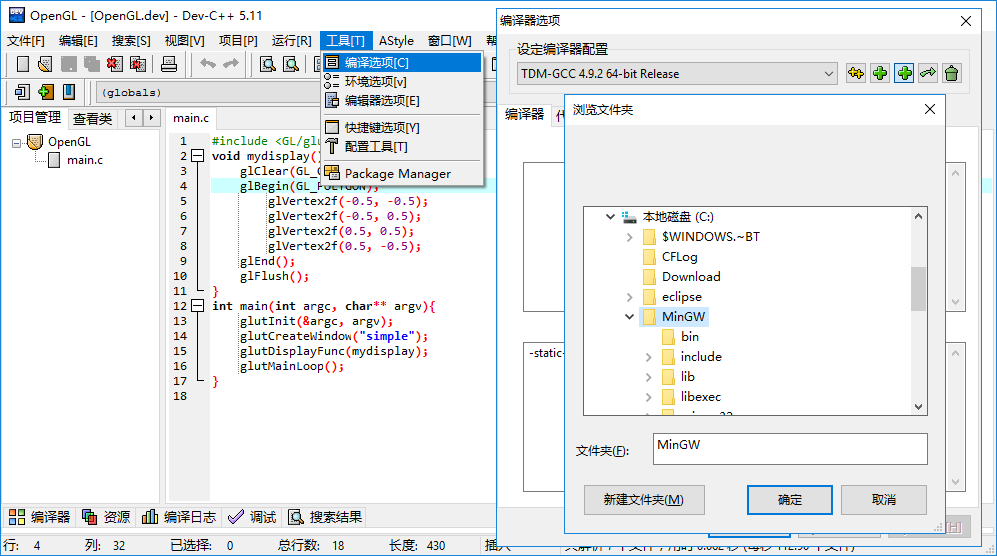 OpenGL - [OpenGL.dev] - Dev-C++ 5.11
文件[F] 编辑[E] 搜索[S] 视图[V] 项目[P] 运行[R] 工具[T] AStyle 窗口[W]
编译选项[C]
环境选项[v]
编辑器选项[E]
快捷键选项[Y]
配置工具[T]
Package Manager
(globals)
项目管理 查看类
OpenGL
main.c
main.c
1 #include <GL/glu
2 void mydisplay()
3 glClear(GL_C
4 glBegin(GL_POLYGON);
5 glVertex2f(-0.5, -0.5);
6 glVertex2f(-0.5, 0.5);
7 glVertex2f(0.5, 0.5);
8 glVertex2f(0.5, -0.5);
9 glEnd();
10 glFlush();
11 }
12 int main(int argc, char** argv){
13 glutInit(&argc, argv);
14 glutCreateWindow("simple");
15 glutDisplayFunc(mydisplay);
16 glutMainLoop();
17 }
18
编译器 资源 编译日志 调试 搜索结果
行: 4 列: 32 已选择: 0 总行数: 18 长度: 430 插入
编译器选项
设定编译器配置
TDM-GCC 4.9.2 64-bit Release
编译器
-static-
浏览文件夹
本地磁盘 (C:)
$WINDOWS.~BT
CFLog
Download
eclipse
MinGW
bin
include
lib
libexec
文件夹(F): MinGW
新建文件夹(M) 确定 取消